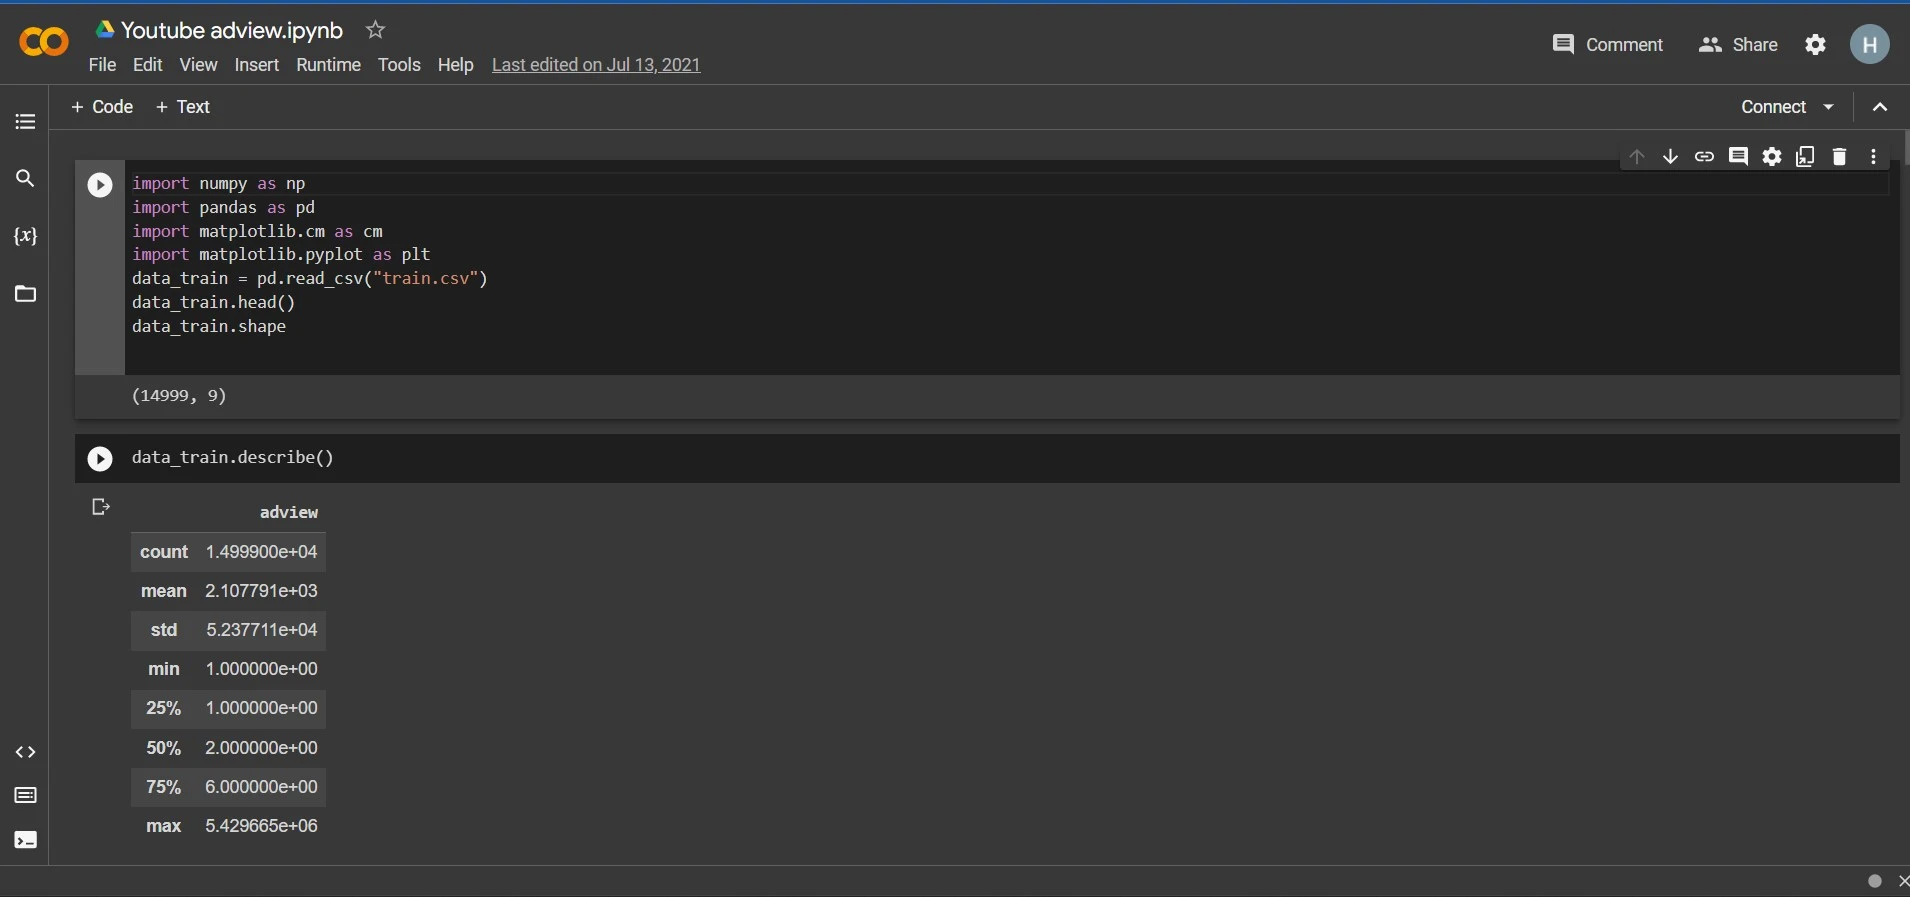 Youtube adview.ipynb
File Edit View Insert Runtime Tools Help Last edited on Jul 13, 2021
Comment Share H
+ Code + Text
Connect
{x}
import numpy as np
import pandas as pd
import matplotlib.cm as cm
import matplotlib.pyplot as plt
data_train = pd.read_csv("train.csv")
data_train.head()
data_train.shape
(14999, 9)
data_train.describe()
adview
count 1.499900e+04
mean 2.107791e+03
std 5.237711e+04
min 1.000000e+00
25% 1.000000e+00
50% 2.000000e+00
75% 6.000000e+00
max 5.429665e+06